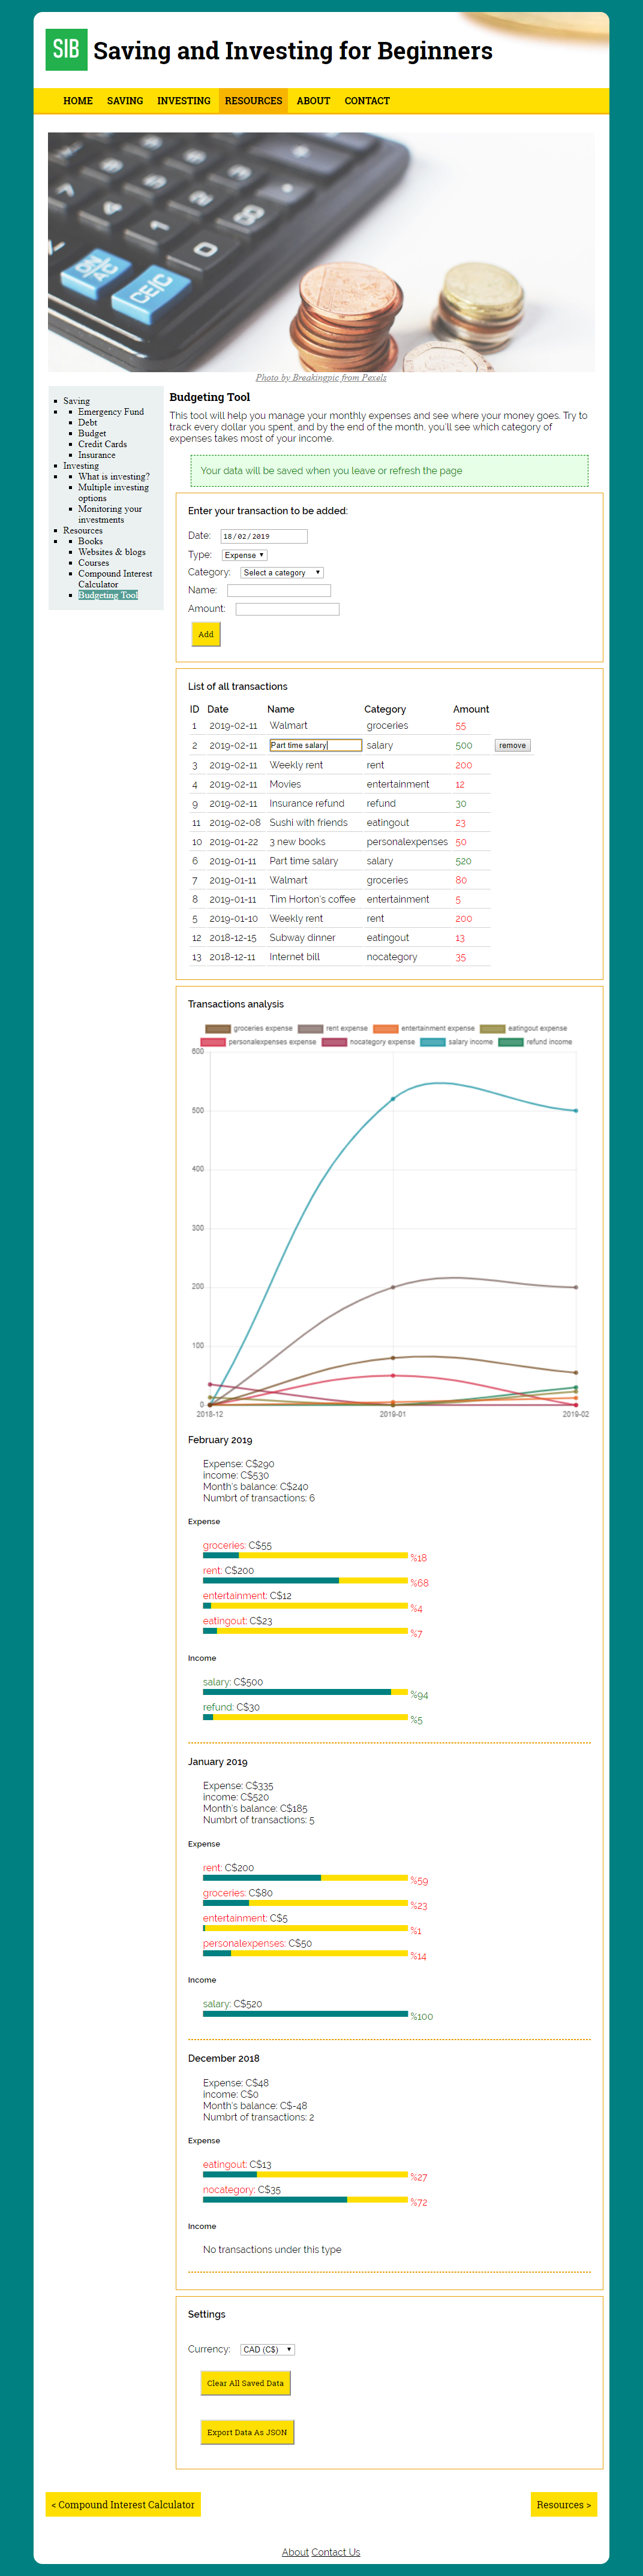 SIB Saving and Investing for Beginners
HOME SAVING INVESTING RESOURCES ABOUT CONTACT
0
ON/AC
CE/C
Photo by Breakingpic from Pexels
Saving
Emergency Fund
Debt
Budget
Credit Cards
Insurance
Investing
What is investing?
Multiple investing
options
Monitoring your
investments
Resources
Books
Websites & blogs
Courses
Compound Interest
Calculator
Budgeting Tool
Budgeting Tool
This tool will help you manage your monthly expenses and see where your money goes. Try to
track every dollar you spent, and by the end of the month, you'll see which category of
expenses takes most of your income.
Your data will be saved when you leave or refresh the page
Enter your transaction to be added:
Date: 18/02/2019
Type: Expense
Category: Select a category
Name:
Amount:
Add
List of all transactions
ID Date Name Category Amount
1 2019-02-11 Walmart groceries 55
2 2019-02-11 Part time salary salary 500 remove
3 2019-02-11 Weekly rent rent 200
4 2019-02-11 Movies entertainment 12
9 2019-02-11 Insurance refund refund 30
11 2019-02-08 Sushi with friends eatingout 23
10 2019-01-22 3 new books personalexpenses 50
6 2019-01-11 Part time salary salary 520
7 2019-01-11 Walmart groceries 80
8 2019-01-11 Tim Horton's coffee entertainment 5
5 2019-01-10 Weekly rent rent 200
12 2018-12-15 Subway dinner eatingout 13
13 2018-12-11 Internet bill nocategory 35
Transactions analysis
groceries expense rent expense entertainment expense eatingout expense
personalexpenses expense nocategory expense salary income refund income
600
500
400
300
200
100
0
2018-12 2019-01 2019-02
February 2019
Expense: C$290
income: C$530
Month's balance: C$240
Numbrt of transactions: 6
Expense
groceries: C$55
%18
rent: C$200
%68
entertainment: C$12
%4
eatingout: C$23
%7
Income
salary: C$500
%94
refund: C$30
%5
January 2019
Expense: C$335
income: C$520
Month's balance: C$185
Numbrt of transactions: 5
Expense
rent: C$200
%59
groceries: C$80
%23
entertainment: C$5
%1
personalexpenses: C$50
%14
Income
salary: C$520
%100
December 2018
Expense: C$48
income: C$0
Month's balance: C$-48
Numbrt of transactions: 2
Expense
eatingout: C$13
%27
nocategory: C$35
%72
Income
No transactions under this type
Settings
Currency: CAD (C$)
Clear All Saved Data
Export Data As JSON
< Compound Interest Calculator Resources >
About Contact Us